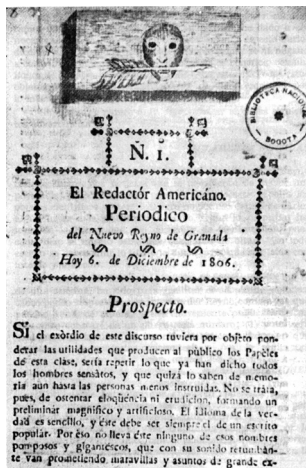 BIBLIOTECA NACIONAL
BOGOTA
Ñ. 1.
El Redactór Americáno.
Periodico
del Nuevo Reyno de Granada
Hoy 6. de Diciembre de 1806.
Prospecto.
Si el exòrdio de este discurso tuviera por objeto pon-
derar las utilidades que producen al público los Papeles
de esta clase, sería repetir lo que ya han dicho todos
los hombres sensàtos, y que quizá lo saben de memo-
ria aun hasta las personas menos instruidas. No se trata,
pues, de ostentar eloqüencia ni erudicion, formando un
preliminar magnífico y artificioso. El Idioma de la ver-
dad es sencillo, y éste debe ser siempre el de un escrito
popular. Por éso no lleva éste ninguno de esos nombres
pomposos y gigantéscos, que con su sonido retumbàn-
te van prometiendo maravillas y asuntos de grande ex-